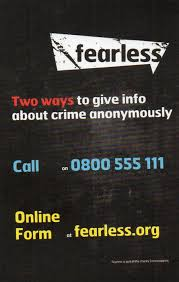 fearless
Two ways to give info
about crime anonymously
Call on 0800 555 111
Online
Form at fearless.org